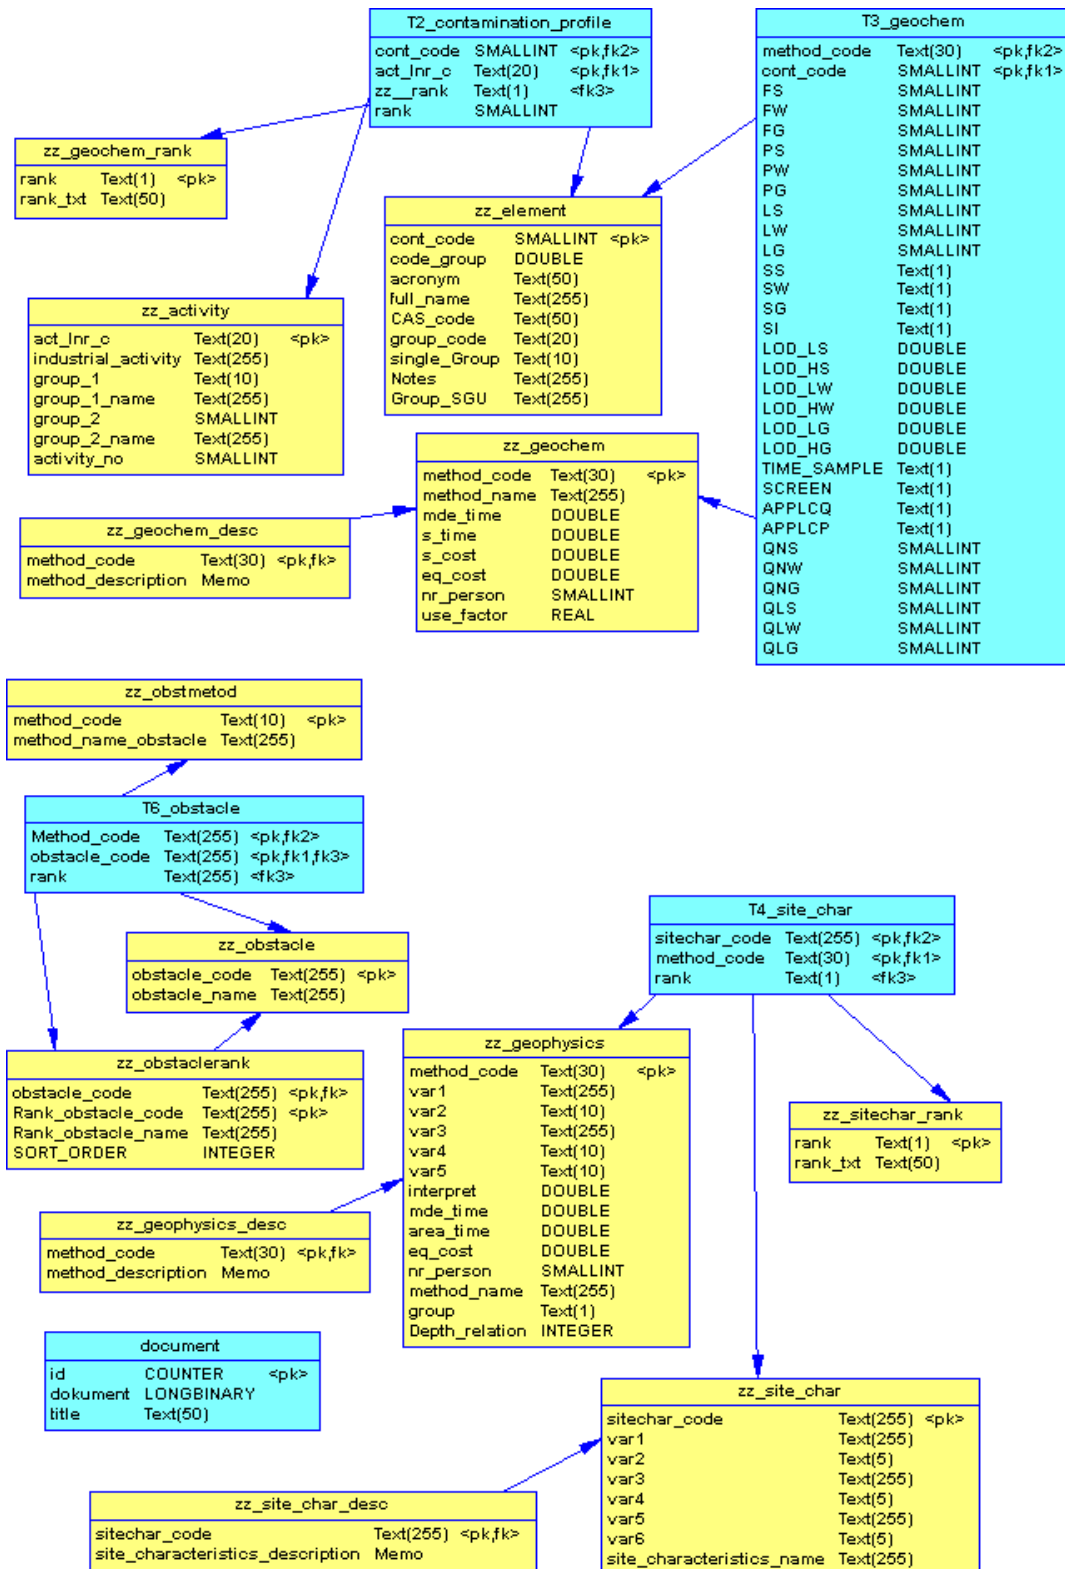 T2_contamination_profile
cont_code SMALLINT <pk,fk2>
act_lnr_c Text(20) <pk,fk1>
zz__rank Text(1) <fk3>
rank SMALLINT
T3_geochem
method_code Text(30) <pk,fk2>
cont_code SMALLINT <pk,fk1>
FS SMALLINT
FW SMALLINT
FG SMALLINT
PS SMALLINT
PW SMALLINT
PG SMALLINT
LS SMALLINT
LW SMALLINT
LG SMALLINT
SS Text(1)
SW Text(1)
SG Text(1)
SI Text(1)
LOD_LS DOUBLE
LOD_HS DOUBLE
LOD_LW DOUBLE
LOD_HW DOUBLE
LOD_LG DOUBLE
LOD_HG DOUBLE
TIME_SAMPLE Text(1)
SCREEN Text(1)
APPLCQ Text(1)
APPLCP Text(1)
QNS SMALLINT
QNW SMALLINT
QNG SMALLINT
QLS SMALLINT
QLW SMALLINT
QLG SMALLINT
zz_geochem_rank
rank Text(1) <pk>
rank_txt Text(50)
zz_element
cont_code SMALLINT <pk>
code_group DOUBLE
acronym Text(50)
full_name Text(255)
CAS_code Text(50)
group_code Text(20)
single_Group Text(10)
Notes Text(255)
Group_SGU Text(255)
zz_activity
act_lnr_c Text(20) <pk>
industrial_activity Text(255)
group_1 Text(10)
group_1_name Text(255)
group_2 SMALLINT
group_2_name Text(255)
activity_no SMALLINT
zz_geochem
method_code Text(30) <pk>
method_name Text(255)
mde_time DOUBLE
s_time DOUBLE
s_cost DOUBLE
eq_cost DOUBLE
nr_person SMALLINT
use_factor REAL
zz_geochem_desc
method_code Text(30) <pk,fk>
method_description Memo
zz_obstmetod
method_code Text(10) <pk>
method_name_obstacle Text(255)
T6_obstacle
Method_code Text(255) <pk,fk2>
obstacle_code Text(255) <pk,fk1,fk3>
rank Text(255) <fk3>
zz_obstacle
obstacle_code Text(255) <pk>
obstacle_name Text(255)
T4_site_char
sitechar_code Text(255) <pk,fk2>
method_code Text(30) <pk,fk1>
rank Text(1) <fk3>
zz_obstaclerank
obstacle_code Text(255) <pk,fk>
Rank_obstacle_code Text(255) <pk>
Rank_obstacle_name Text(255)
SORT_ORDER INTEGER
zz_geophysics
method_code Text(30) <pk>
var1 Text(255)
var2 Text(10)
var3 Text(255)
var4 Text(10)
var5 Text(10)
interpret DOUBLE
mde_time DOUBLE
area_time DOUBLE
eq_cost DOUBLE
nr_person SMALLINT
method_name Text(255)
group Text(1)
Depth_relation INTEGER
zz_sitechar_rank
rank Text(1) <pk>
rank_txt Text(50)
zz_geophysics_desc
method_code Text(30) <pk,fk>
method_description Memo
document
id COUNTER <pk>
dokument LONGBINARY
title Text(50)
zz_site_char
sitechar_code Text(255) <pk>
var1 Text(255)
var2 Text(5)
var3 Text(255)
var4 Text(5)
var5 Text(255)
var6 Text(5)
site_characteristics_name Text(255)
zz_site_char_desc
sitechar_code Text(255) <pk,fk>
site_characteristics_description Memo